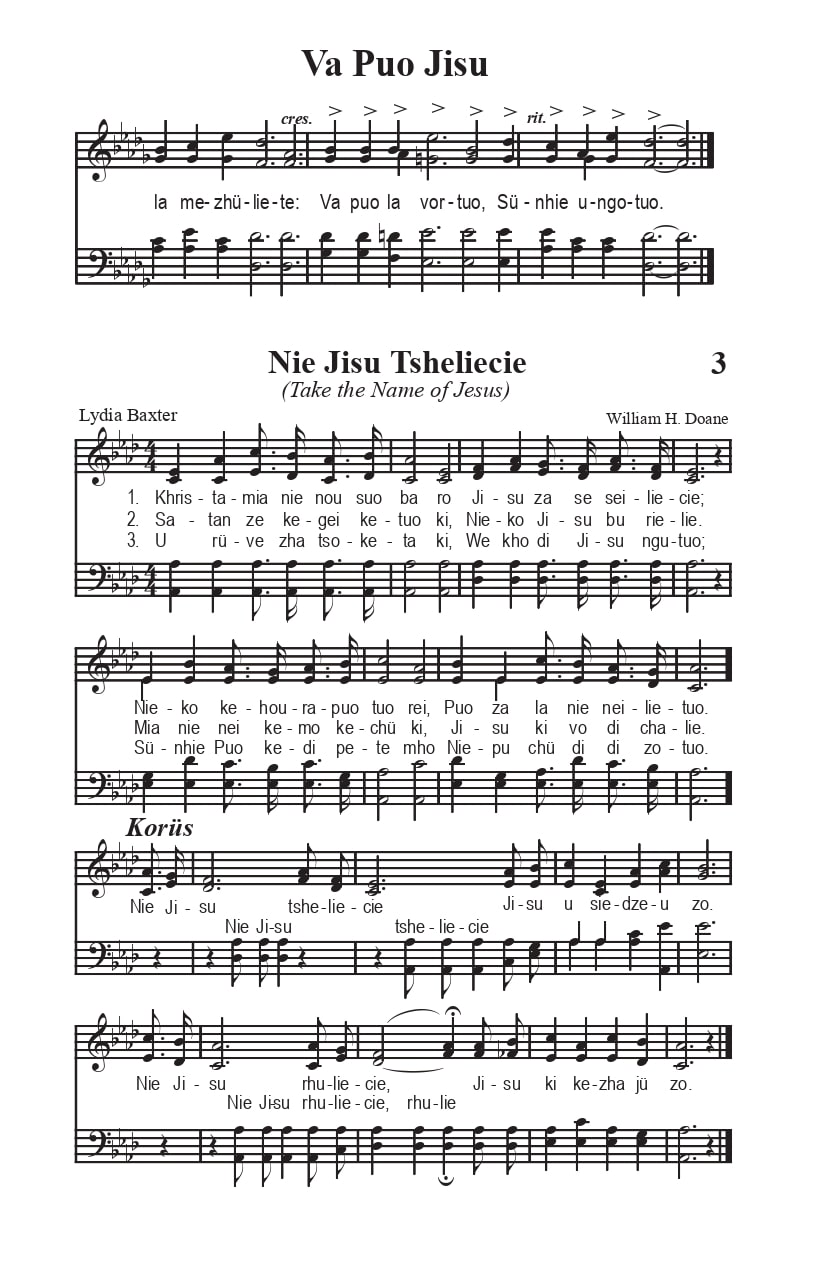 Va Puo Jisu
cres.
rit.
la me-zhü-lie-te: Va puo la vor-tuo, Sü-nhie u-ngo-tuo.
Nie Jisu Tsheliecie 3
(Take the Name of Jesus)
Lydia Baxter William H. Doane
1. Khris-ta-mia nie nou suo ba ro Ji-su za se sei-lie-cie;
2. Sa-tan ze ke-gei ke-tuo ki, Nie-ko Ji-su bu rie-lie.
3. U rü-ve zha tso-ke-ta ki, We kho di Ji-su ngu-tuo;
Nie-ko ke-hou-ra-puo tuo rei, Puo za la nie nei-lie-tuo.
Mia nie nei ke-mo ke-chü ki, Ji-su ki vo di cha-lie.
Sü-nhie Puo ke-di pe-te mho Nie-pu chü di di zo-tuo.
Korüs
Nie Ji-su tshe-lie-cie Ji-su u sie-dze-u zo.
Nie Ji-su tshe-lie-cie
Nie Ji-su rhu-lie-cie, Ji-su ki ke-zha jü zo.
Nie Ji-su rhu-lie-cie, rhu-lie